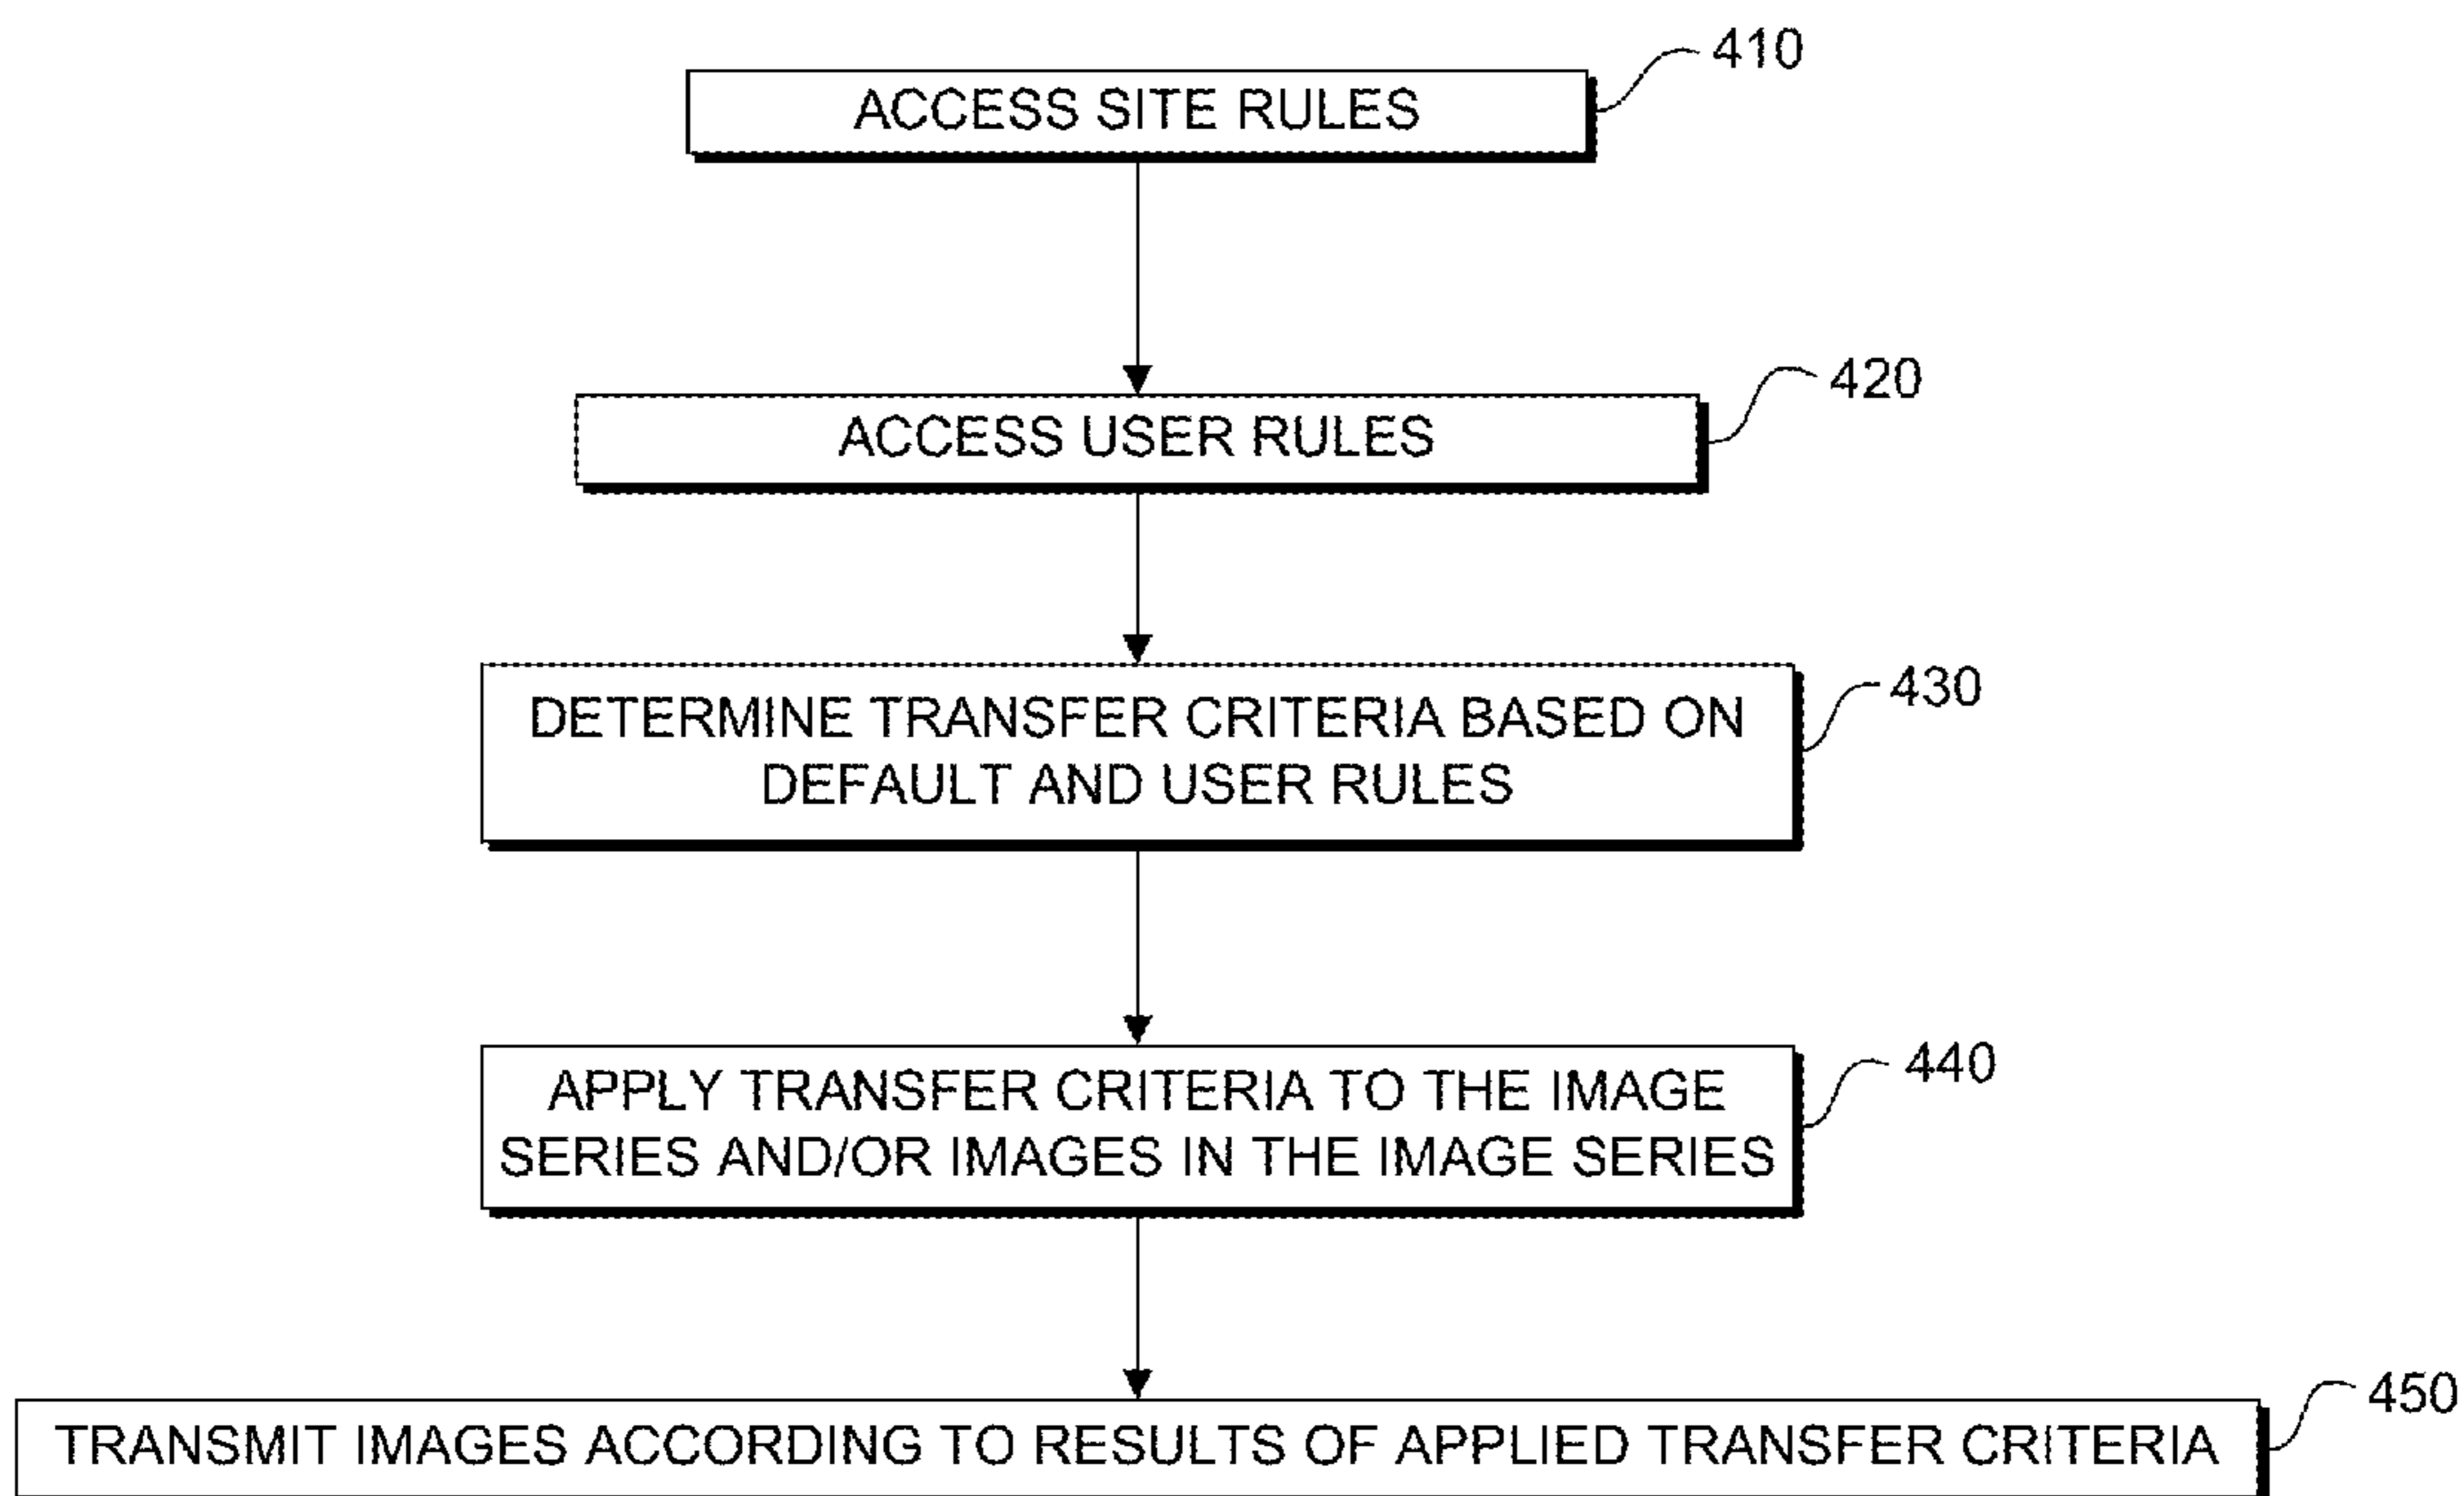 410
ACCESS SITE RULES
420
ACCESS USER RULES
430
DETERMINE TRANSFER CRITERIA BASED ON
DEFAULT AND USER RULES
440
APPLY TRANSFER CRITERIA TO THE IMAGE
SERIES AND/OR IMAGES IN THE IMAGE SERIES
450
TRANSMIT IMAGES ACCORDING TO RESULTS OF APPLIED TRANSFER CRITERIA